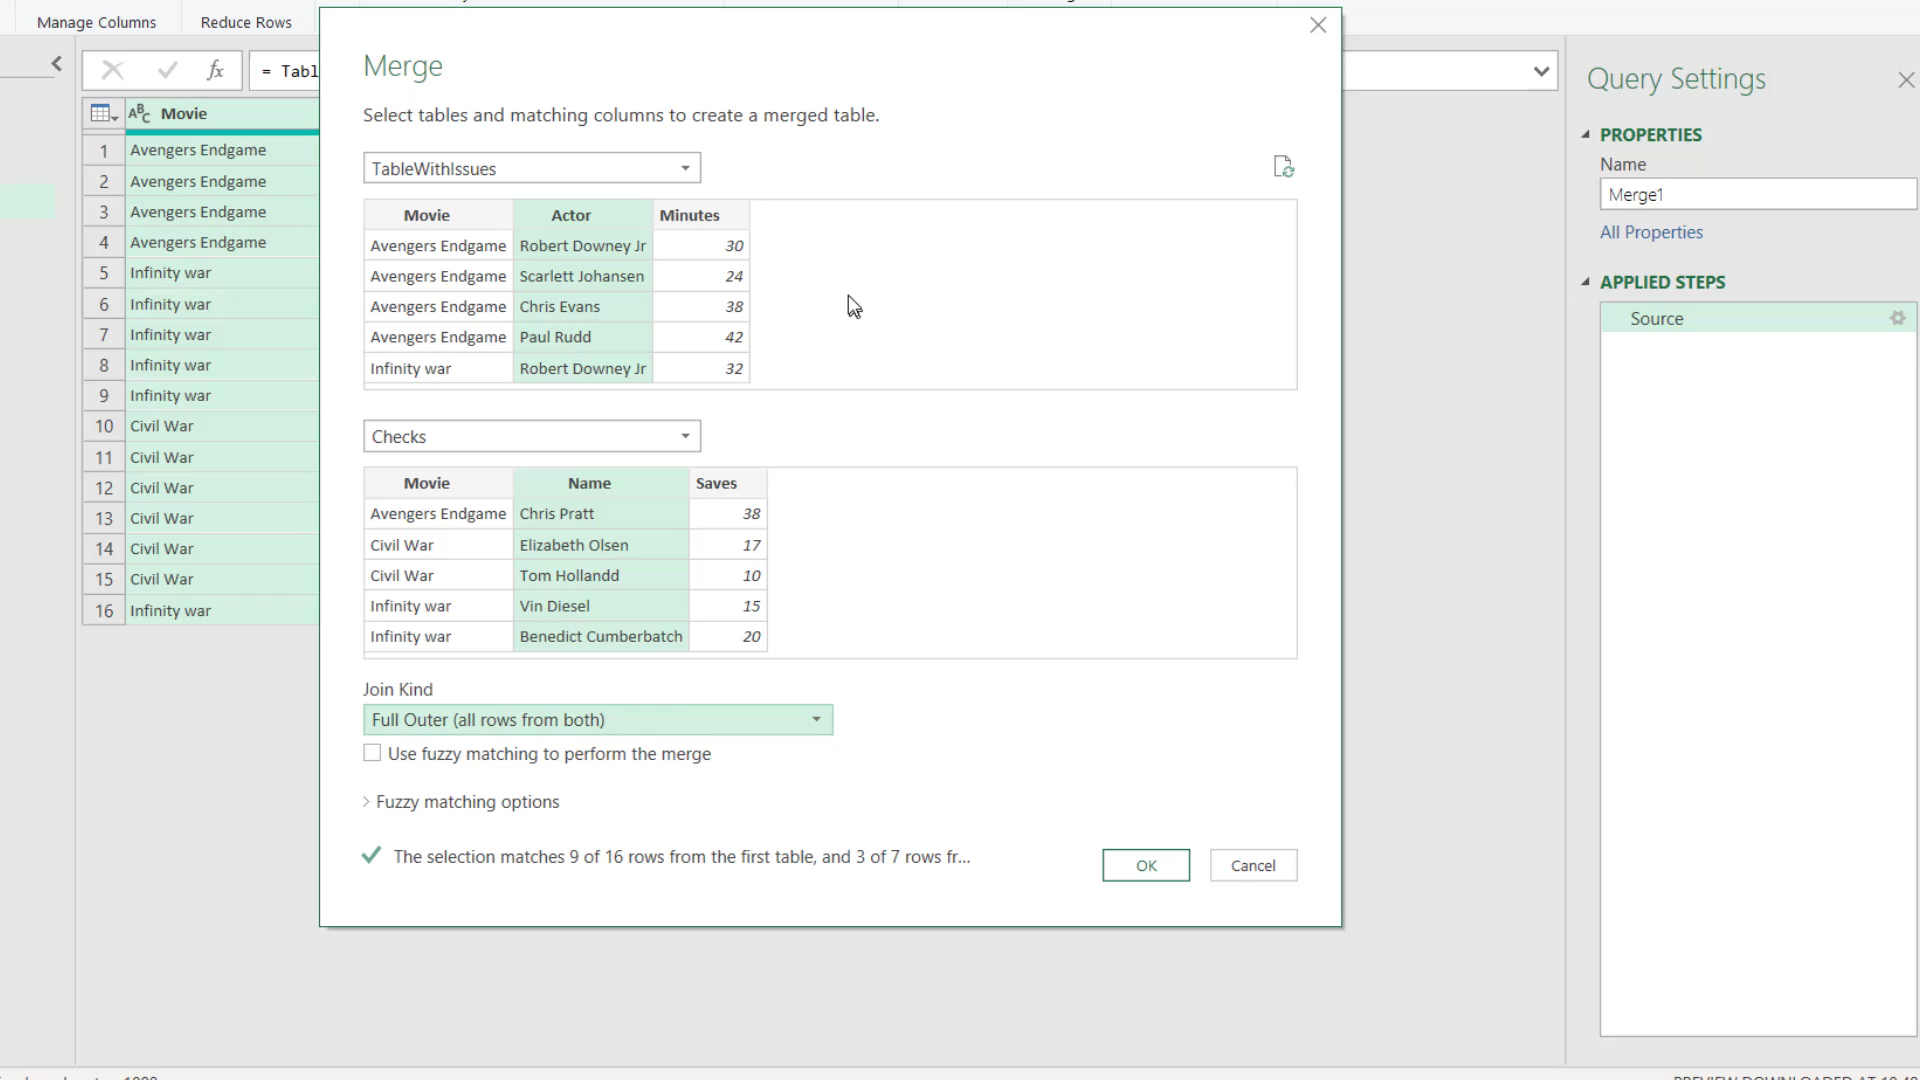 Manage Columns
Reduce Rows
fx
= Tabl
ABC Movie
1 Avengers Endgame
2 Avengers Endgame
3 Avengers Endgame
4 Avengers Endgame
5 Infinity war
6 Infinity war
7 Infinity war
8 Infinity war
9 Infinity war
10 Civil War
11 Civil War
12 Civil War
13 Civil War
14 Civil War
15 Civil War
16 Infinity war
Merge
Select tables and matching columns to create a merged table.
TableWithIssues
Movie Actor Minutes
Avengers Endgame Robert Downey Jr 30
Avengers Endgame Scarlett Johansen 24
Avengers Endgame Chris Evans 38
Avengers Endgame Paul Rudd 42
Infinity war Robert Downey Jr 32
Checks
Movie Name Saves
Avengers Endgame Chris Pratt 38
Civil War Elizabeth Olsen 17
Civil War Tom Hollandd 10
Infinity war Vin Diesel 15
Infinity war Benedict Cumberbatch 20
Join Kind
Full Outer (all rows from both)
Use fuzzy matching to perform the merge
Fuzzy matching options
The selection matches 9 of 16 rows from the first table, and 3 of 7 rows fr...
OK
Cancel
Query Settings
PROPERTIES
Name
Merge1
All Properties
APPLIED STEPS
Source